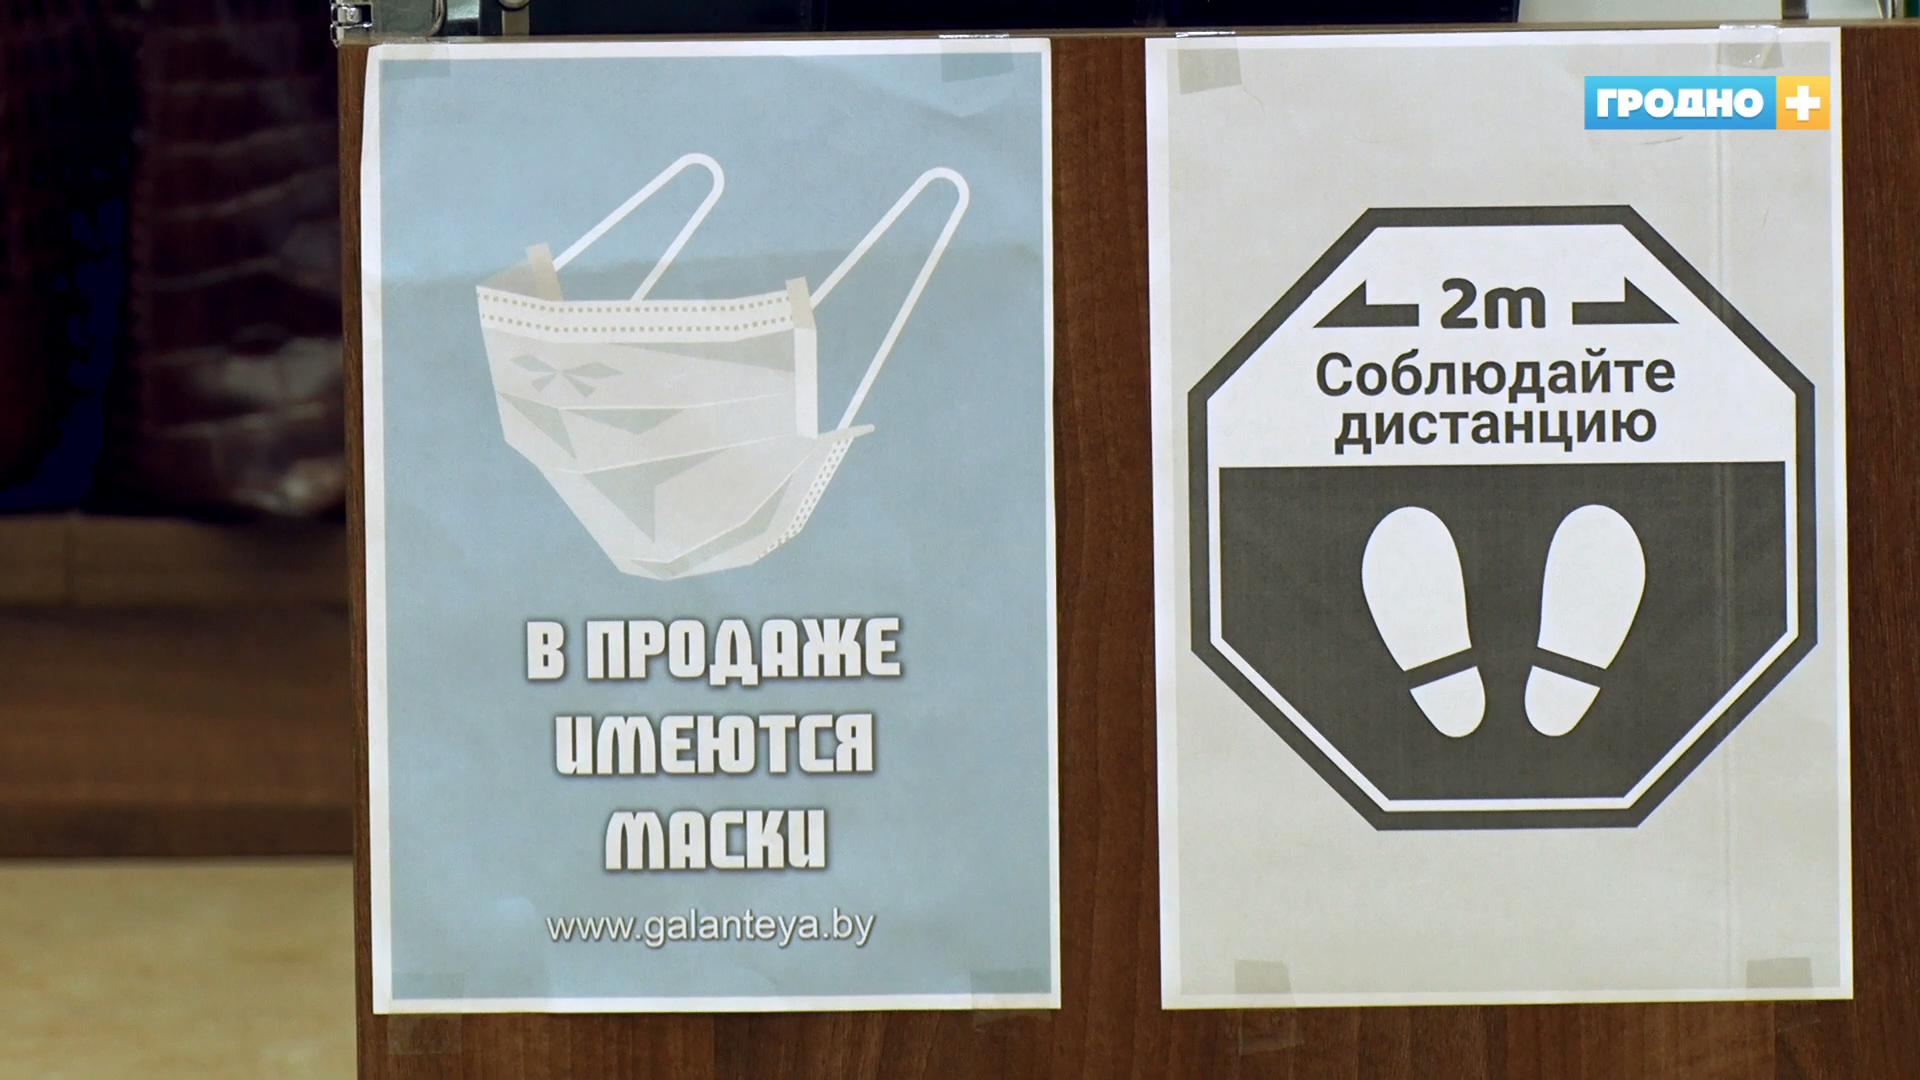 В ПРОДАЖЕ
ИМЕЮТСЯ
МАСКИ
www.galanteya.by
2m
Соблюдайте
дистанцию
ГРОДНО +